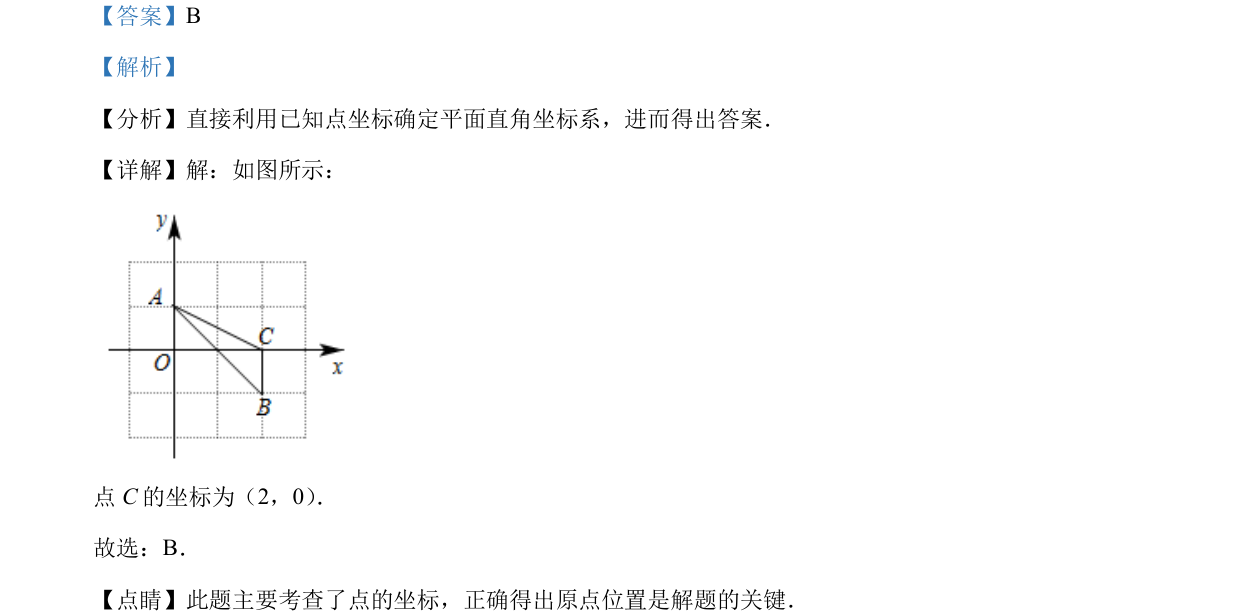 【答案】B
【解析】
【分析】直接利用已知点坐标确定平面直角坐标系，进而得出答案．
【详解】解：如图所示：
y
A
C
O
x
B
点 C 的坐标为（2，0）．
故选：B．
【点睛】此题主要考查了点的坐标，正确得出原点位置是解题的关键．